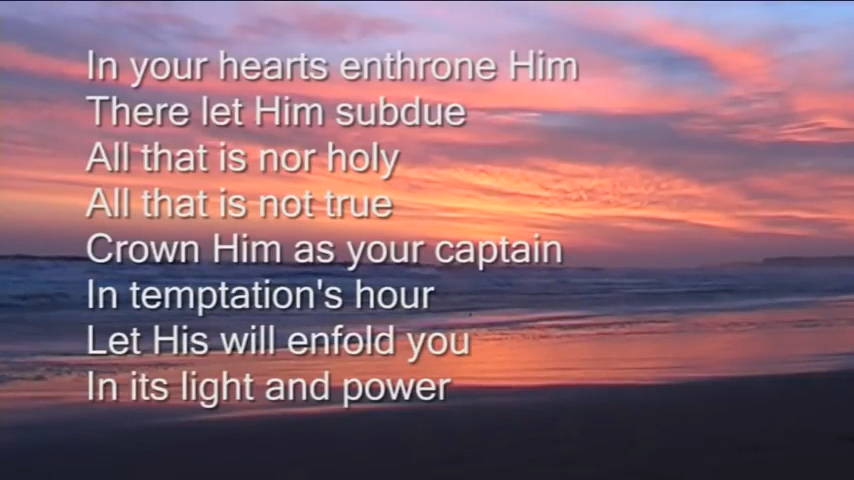 In your hearts enthrone Him
There let Him subdue
All that is nor holy
All that is not true
Crown Him as your captain
In temptation's hour
Let His will enfold you
In its light and power